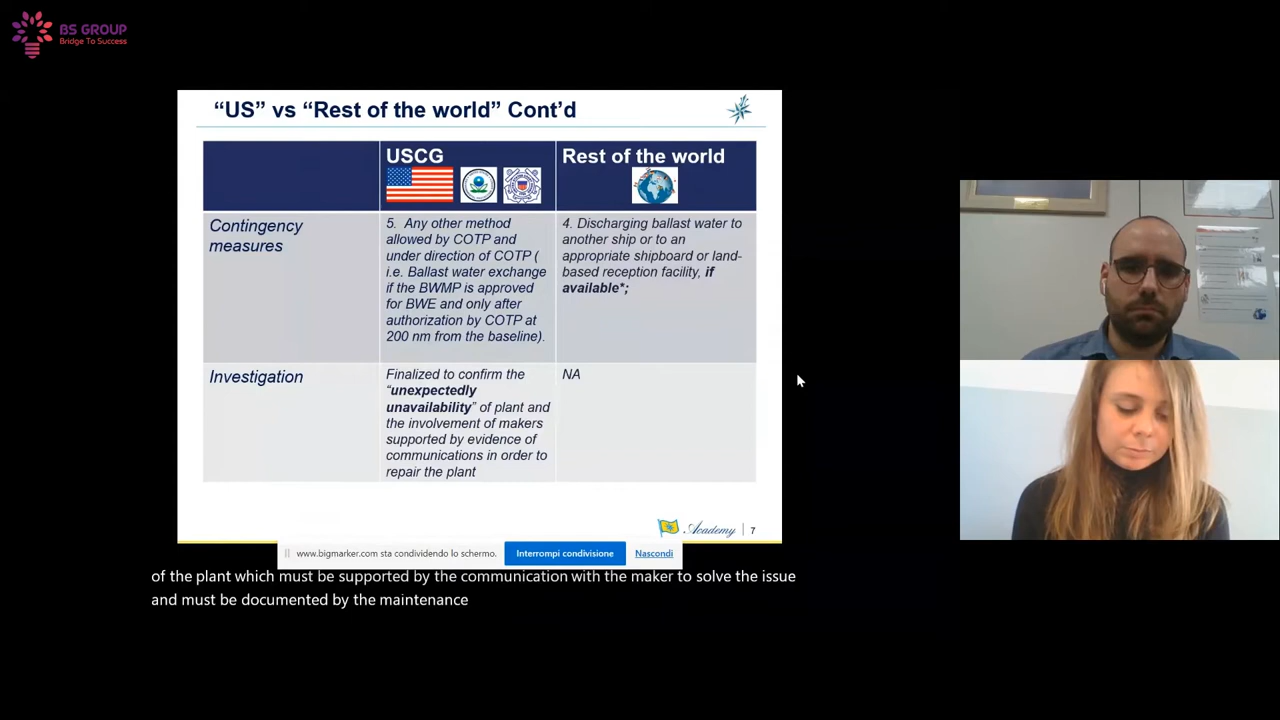 BS GROUP
Bridge To Success
“US” vs “Rest of the world” Cont’d
USCG
Rest of the world
Contingency
measures
5. Any other method
allowed by COTP and
under direction of COTP (
i.e. Ballast water exchange
if the BWMP is approved
for BWE and only after
authorization by COTP at
200 nm from the baseline).
4. Discharging ballast water to
another ship or to an
appropriate shipboard or land-
based reception facility, if
available*;
Investigation
Finalized to confirm the
“unexpectedly
unavailability” of plant and
the involvement of makers
supported by evidence of
communications in order to
repair the plant
NA
Academy | 7
www.bigmarker.com sta condividendo lo schermo.
Interrompi condivisione
Nascondi
of the plant which must be supported by the communication with the maker to solve the issue
and must be documented by the maintenance